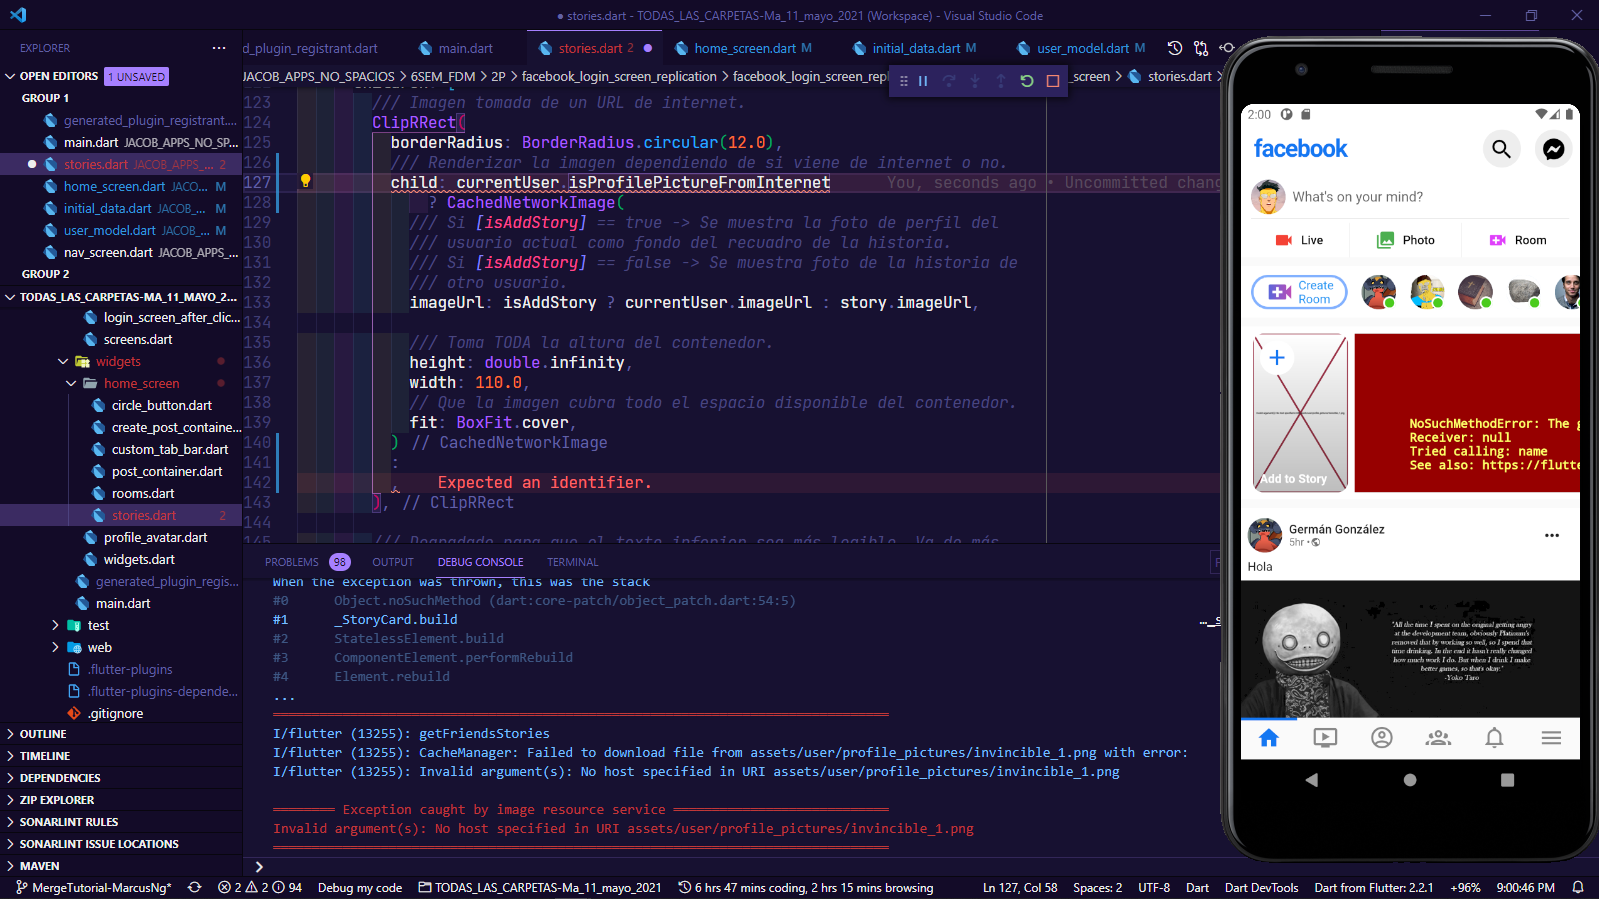 ● stories.dart - TODAS_LAS_CARPETAS-Ma_11_mayo_2021 (Workspace) - Visual Studio Code
EXPLORER
d_plugin_registrant.dart
main.dart
stories.dart 2
home_screen.dart M
initial_data.dart M
user_model.dart M
OPEN EDITORS 1 UNSAVED
GROUP 1
generated_plugin_registrant....
main.dart JACOB_APPS_NO_SP...
stories.dart JACOB_APPS_... 2
home_screen.dart JACO... M
initial_data.dart JACOB_... M
user_model.dart JACOB_... M
nav_screen.dart JACOB_APPS_...
GROUP 2
TODAS_LAS_CARPETAS-MA_11_MAYO_2...
login_screen_after_clic...
screens.dart
widgets
home_screen
circle_button.dart
create_post_containe...
custom_tab_bar.dart
post_container.dart
rooms.dart
stories.dart 2
profile_avatar.dart
widgets.dart
generated_plugin_regis...
main.dart
test
web
.flutter-plugins
.flutter-plugins-depende...
.gitignore
OUTLINE
TIMELINE
DEPENDENCIES
ZIP EXPLORER
SONARLINT RULES
SONARLINT ISSUE LOCATIONS
MAVEN
JACOB_APPS_NO_SPACIOS > 6SEM_FDM > 2P > facebook_login_screen_replication > facebook_login_screen_repl
_screen > stories.dart >
123 /// Imagen tomada de un URL de internet.
124 ClipRRect(
125 borderRadius: BorderRadius.circular(12.0),
126 /// Renderizar la imagen dependiendo de si viene de internet o no.
127 child: currentUser.isProfilePictureFromInternet You, seconds ago • Uncommitted chang
128 ? CachedNetworkImage(
129 /// Si [isAddStory] == true -> Se muestra la foto de perfil del
130 /// usuario actual como fondo del recuadro de la historia.
131 /// Si [isAddStory] == false -> Se muestra foto de la historia de
132 /// otro usuario.
133 imageUrl: isAddStory ? currentUser.imageUrl : story.imageUrl,
134
135 /// Toma TODA la altura del contenedor.
136 height: double.infinity,
137 width: 110.0,
138 // Que la imagen cubra todo el espacio disponible del contenedor.
139 fit: BoxFit.cover,
140 ) // CachedNetworkImage
141 :
142 , Expected an identifier.
143 ), // ClipRRect
144
145 /// Degradado para que el texto inferior sea más legible. Va de más
PROBLEMS 98 OUTPUT DEBUG CONSOLE TERMINAL
When the exception was thrown, this was the stack
#0 Object.noSuchMethod (dart:core-patch/object_patch.dart:54:5)
#1 _StoryCard.build
#2 StatelessElement.build
#3 ComponentElement.performRebuild
#4 Element.rebuild
...
I/flutter (13255): getFriendsStories
I/flutter (13255): CacheManager: Failed to download file from assets/user/profile_pictures/invincible_1.png with error:
I/flutter (13255): Invalid argument(s): No host specified in URI assets/user/profile_pictures/invincible_1.png
════════ Exception caught by image resource service ════════════════════════════
Invalid argument(s): No host specified in URI assets/user/profile_pictures/invincible_1.png
════════════════════════════════════════════════════════════════════════════════
2:00
facebook
What's on your mind?
Live
Photo
Room
Create
Room
NoSuchMethodError: The g
Receiver: null
Tried calling: name
See also: https://flutte
Add to Story
Germán González
5hr •
Hola
"All the time I spent on the original getting angry
at the development team, obviously Platinum's
removed that by working so well, so I spend that
time drinking. In the end it hasn't really changed
how much work I do. But when I drink I make
better games, so that's okay."
-Yoko Taro
MergeTutorial-MarcusNg* 2 2 94 Debug my code TODAS_LAS_CARPETAS-Ma_11_mayo_2021 6 hrs 47 mins coding, 2 hrs 15 mins browsing Ln 127, Col 58 Spaces: 2 UTF-8 Dart Dart DevTools Dart from Flutter: 2.2.1 +96% 9:00:46 PM